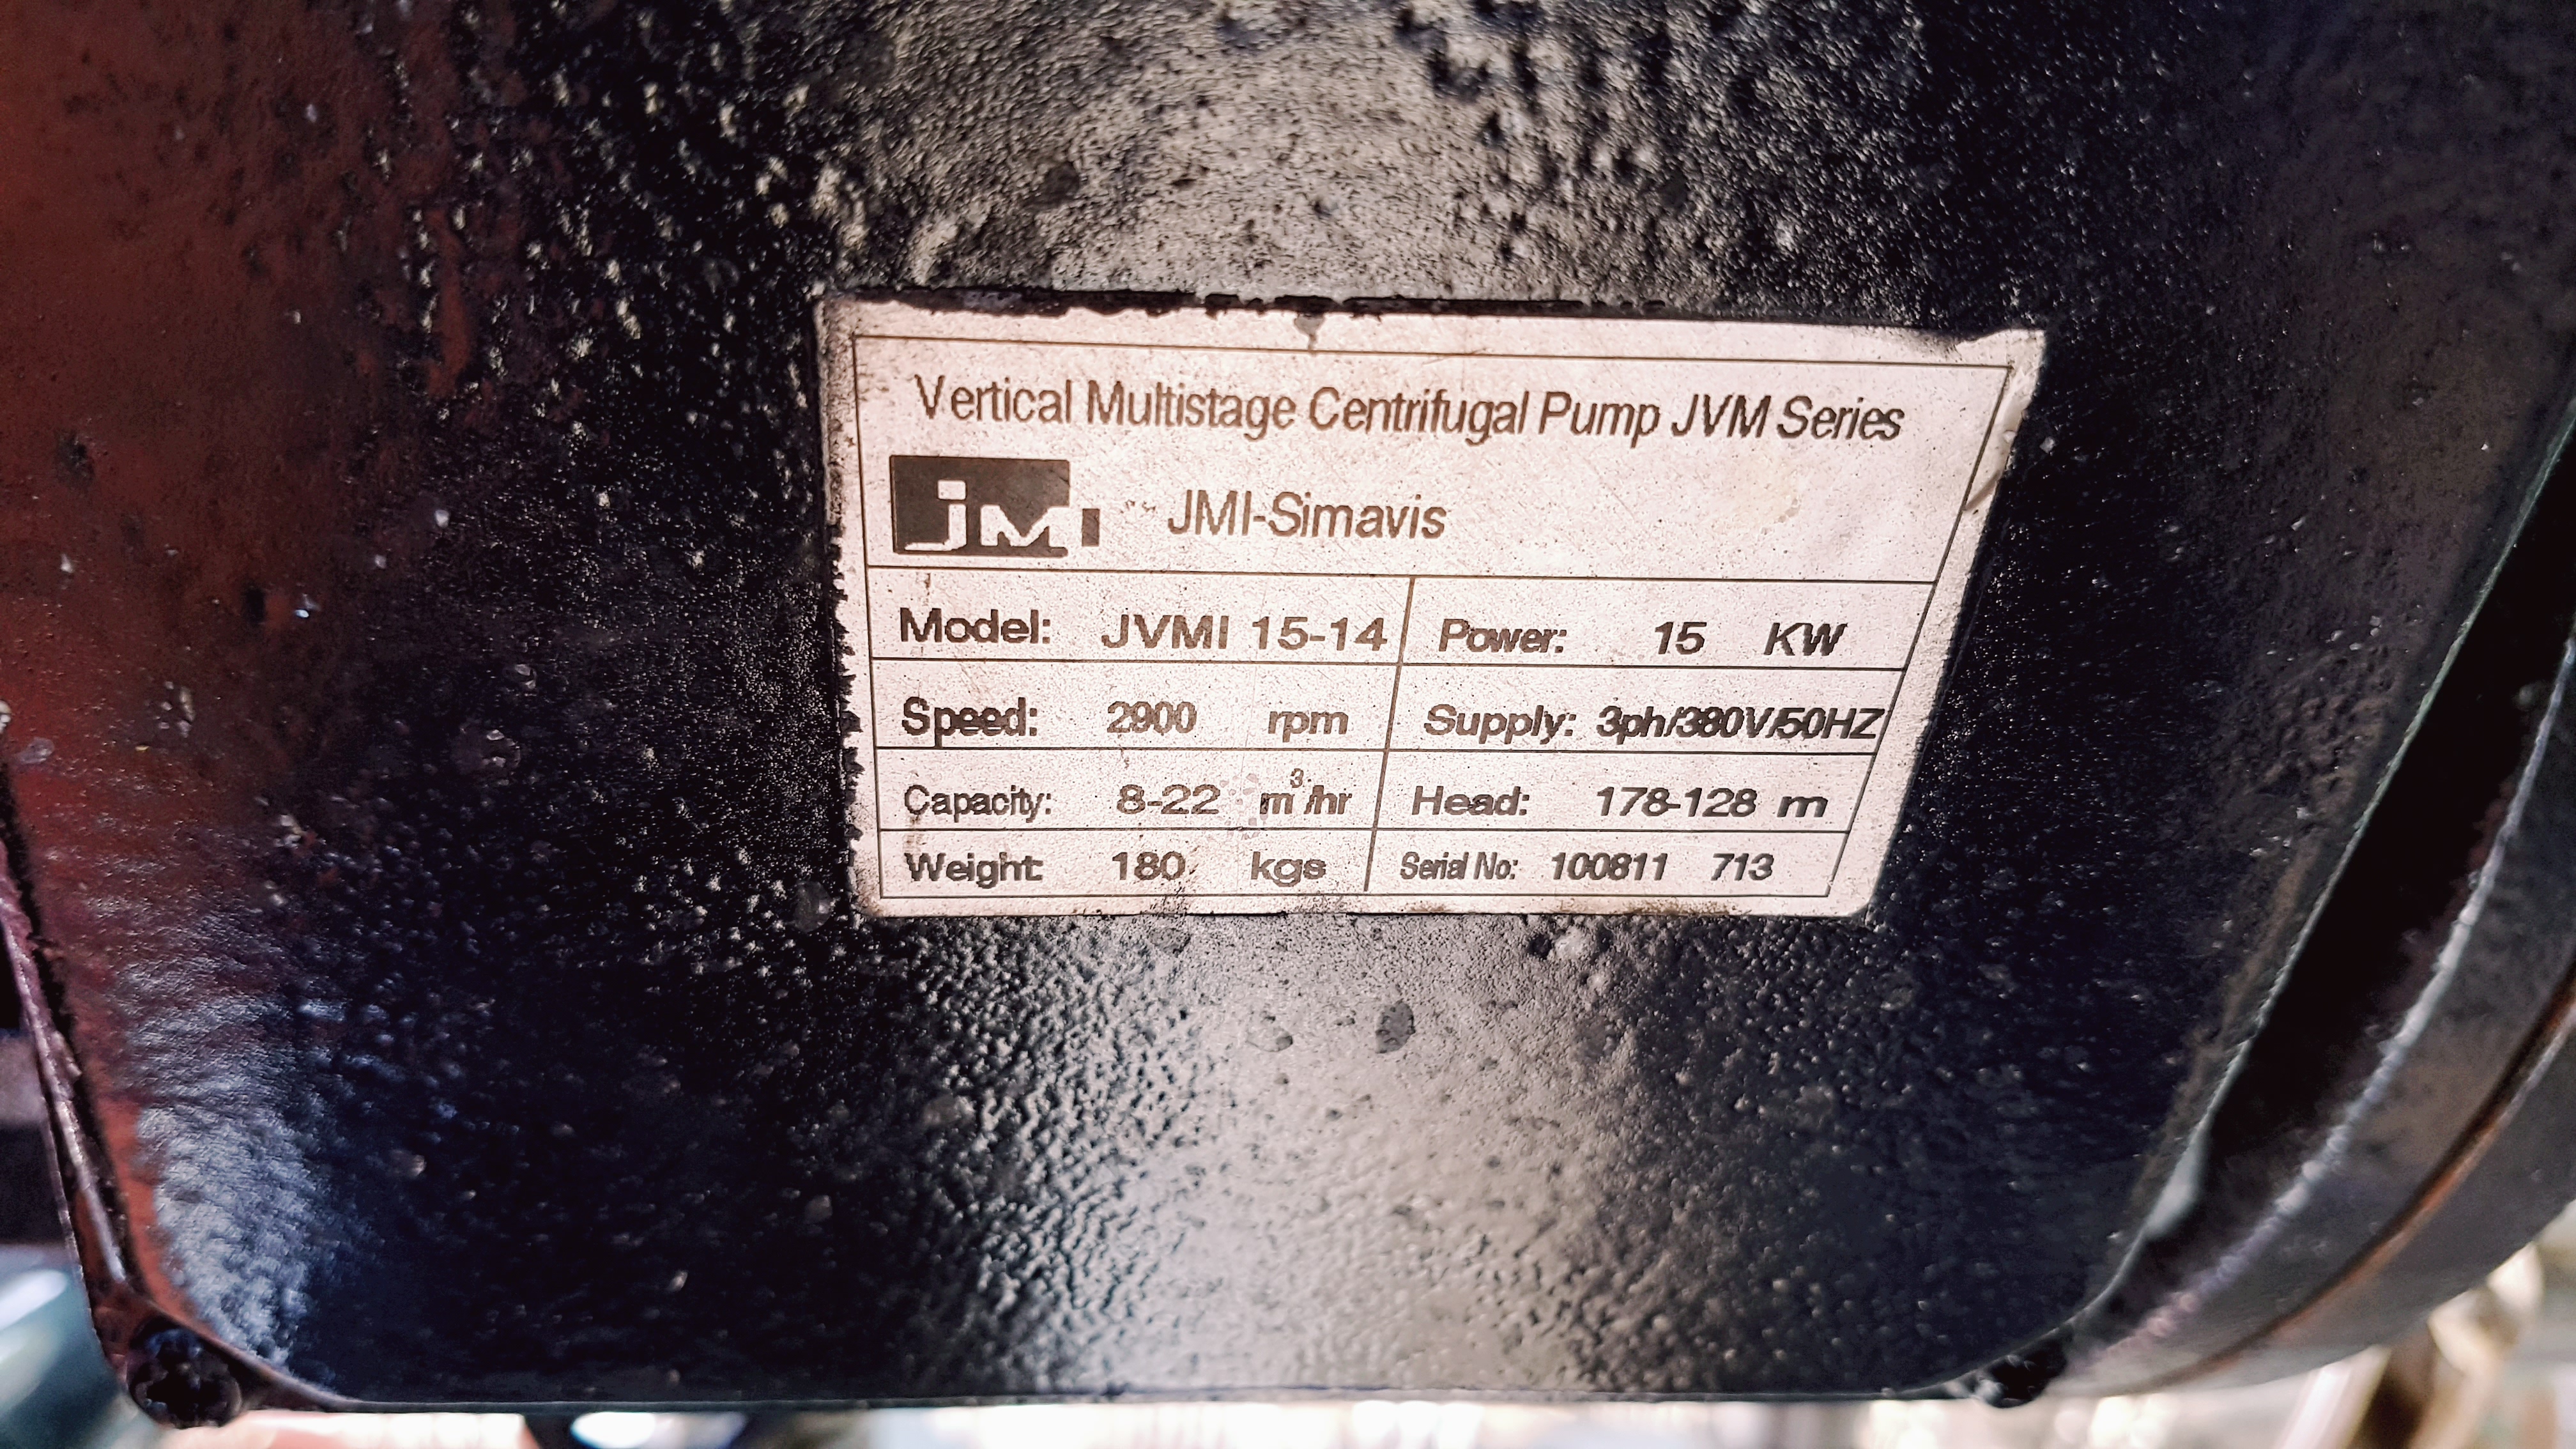 Vertical Multistage Centrifugal Pump JVM Series
JMI JMI-Simavis
Model: JVMI 15-14 Power: 15 KW
Speed: 2900 rpm Supply: 3ph/380V/50HZ
Capacity: 8-22 m³/hr Head: 178-128 m
Weight: 180 kgs Serial No: 100811 713